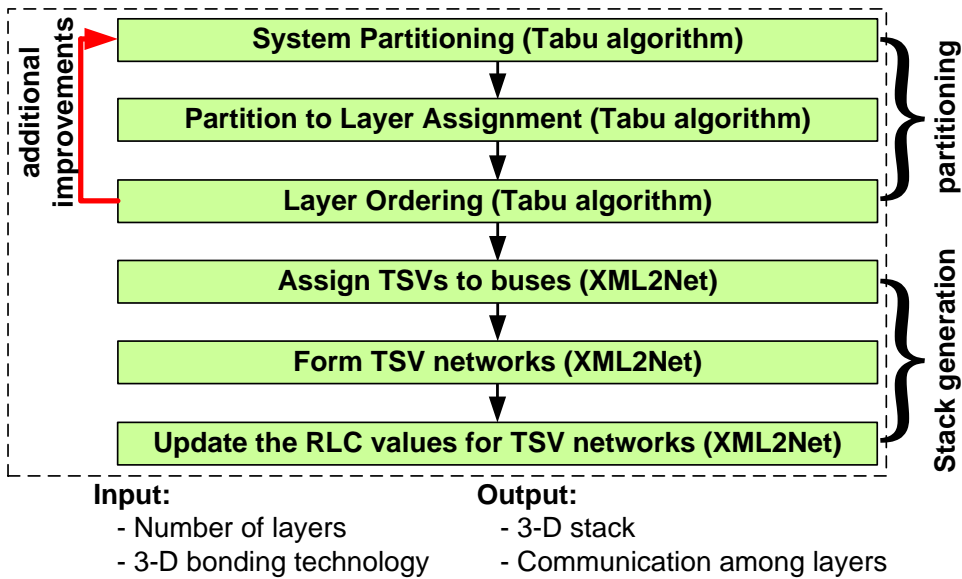 System Partitioning (Tabu algorithm)
Partition to Layer Assignment (Tabu algorithm)
Layer Ordering (Tabu algorithm)
Assign TSVs to buses (XML2Net)
Form TSV networks (XML2Net)
Update the RLC values for TSV networks (XML2Net)
additional
improvements
partitioning
Stack generation
Input:
- Number of layers
- 3-D bonding technology
Output:
- 3-D stack
- Communication among layers